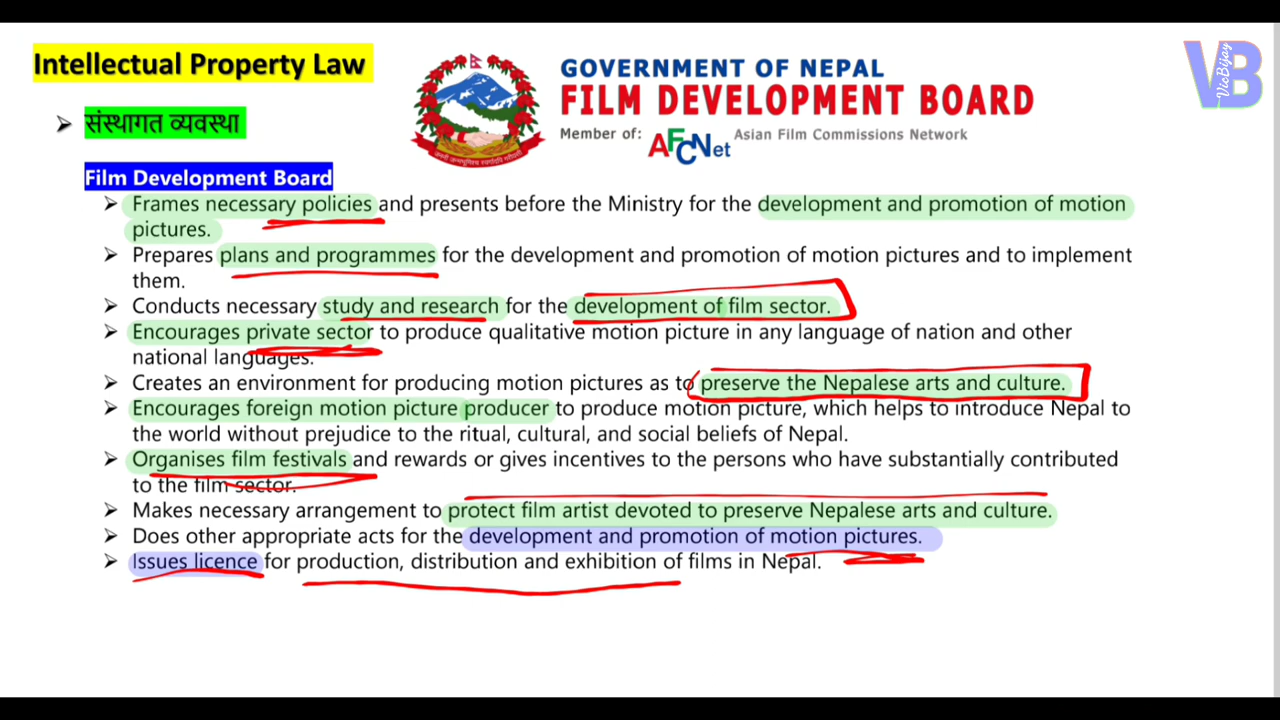 Intellectual Property Law
GOVERNMENT OF NEPAL
FILM DEVELOPMENT BOARD
Member of: AFCNet Asian Film Commissions Network
VB
VicBijay
➤ संस्थागत व्यवस्था
Film Development Board
➤ Frames necessary policies and presents before the Ministry for the development and promotion of motion
pictures.
➤ Prepares plans and programmes for the development and promotion of motion pictures and to implement
them.
➤ Conducts necessary study and research for the development of film sector.
➤ Encourages private sector to produce qualitative motion picture in any language of nation and other
national languages.
➤ Creates an environment for producing motion pictures as to preserve the Nepalese arts and culture.
➤ Encourages foreign motion picture producer to produce motion picture, which helps to introduce Nepal to
the world without prejudice to the ritual, cultural, and social beliefs of Nepal.
➤ Organises film festivals and rewards or gives incentives to the persons who have substantially contributed
to the film sector.
➤ Makes necessary arrangement to protect film artist devoted to preserve Nepalese arts and culture.
➤ Does other appropriate acts for the development and promotion of motion pictures.
➤ Issues licence for production, distribution and exhibition of films in Nepal.